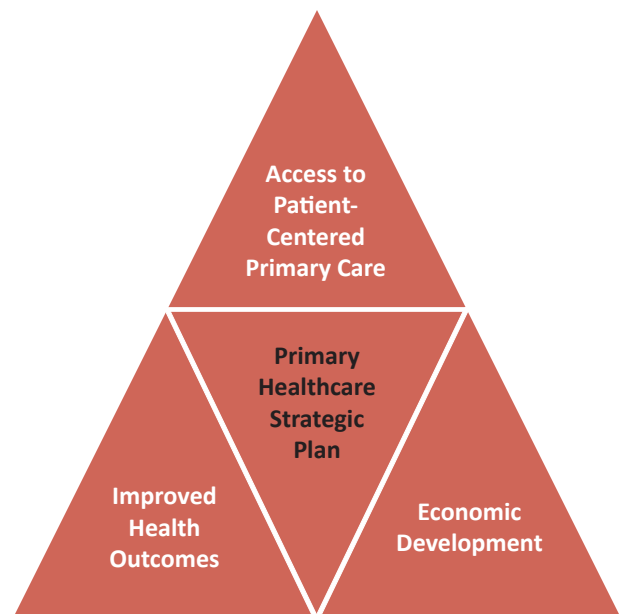 Access to
Patient-
Centered
Primary Care
Primary
Healthcare
Strategic
Plan
Improved
Health
Outcomes
Economic
Development